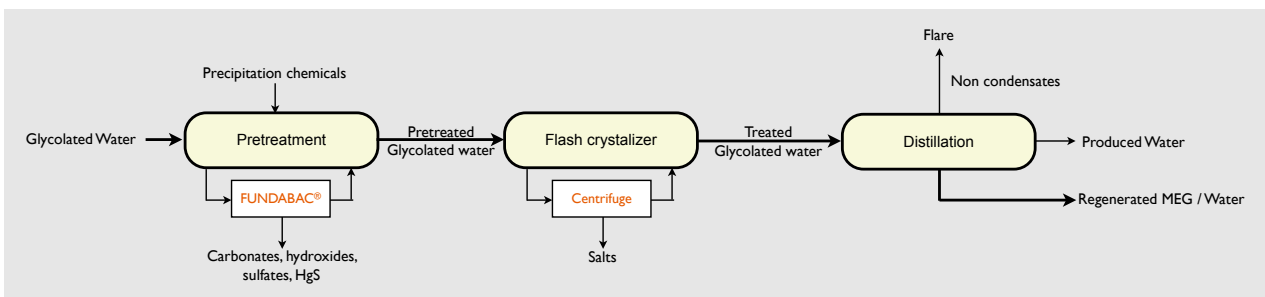 Flare
Precipitation chemicals
Non condensates
Glycolated Water
Pretreatment
Pretreated
Glycolated water
Flash crystalizer
Treated
Glycolated water
Distillation
Produced Water
FUNDABAC®
Centrifuge
Regenerated MEG / Water
Carbonates, hydroxides,
sulfates, HgS
Salts